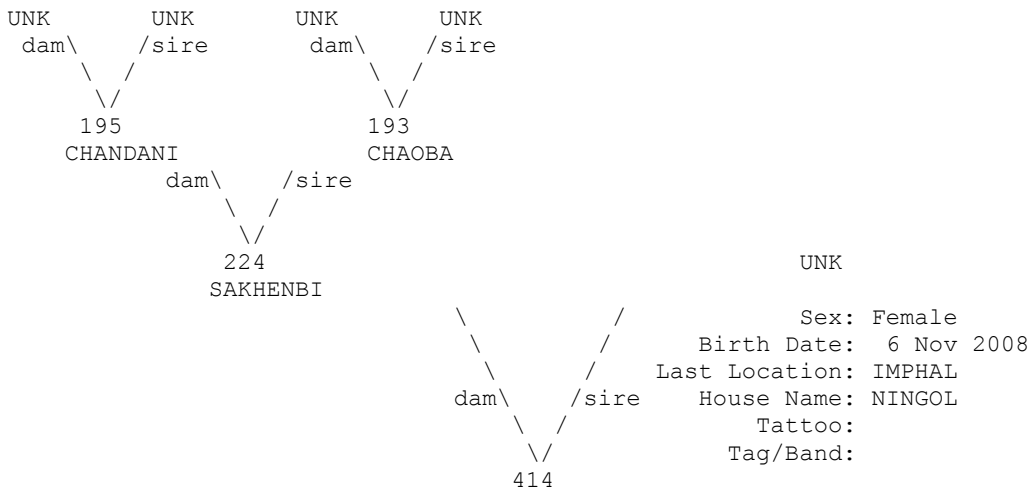 UNK UNK UNK UNK
dam\ /sire dam\ /sire
\ / \ /
\/ \/
195 193
CHANDANI CHAOBA
dam\ /sire
\ /
\/
224 UNK
SAKHENBI
\ / Sex: Female
\ / Birth Date: 6 Nov 2008
\ / Last Location: IMPHAL
dam\ /sire House Name: NINGOL
\ / Tattoo:
\/ Tag/Band:
414